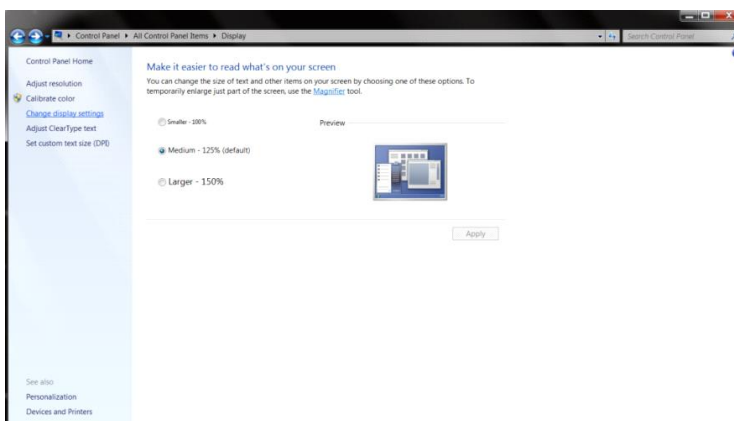 Control Panel ▸ All Control Panel Items ▸ Display
Search Control Panel
Control Panel Home
Adjust resolution
Calibrate color
Change display settings
Adjust ClearType text
Set custom text size (DPI)
See also
Personalization
Devices and Printers
Make it easier to read what's on your screen
You can change the size of text and other items on your screen by choosing one of these options. To
temporarily enlarge just part of the screen, use the Magnifier tool.
Smaller - 100%
Preview
Medium - 125% (default)
Larger - 150%
Apply